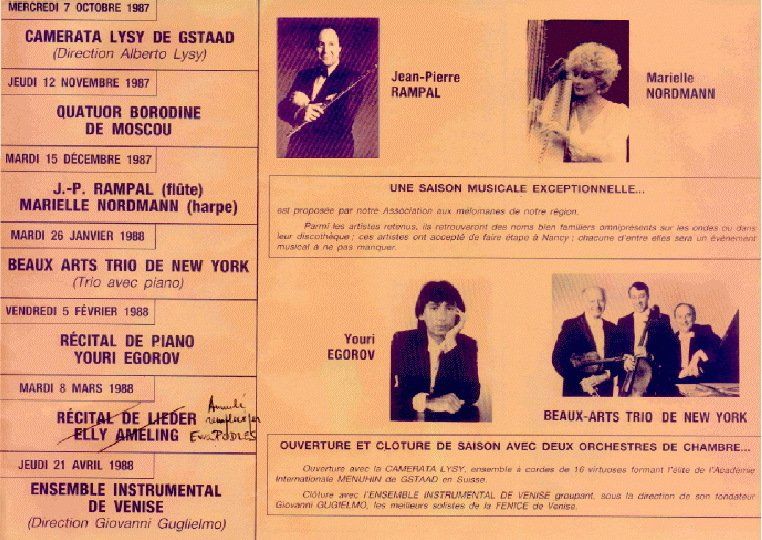 MERCREDI 7 OCTOBRE 1987
CAMERATA LYSY DE GSTAAD
(Direction Alberto Lysy)
JEUDI 12 NOVEMBRE 1987
QUATUOR BORODINE
DE MOSCOU
MARDI 15 DÉCEMBRE 1987
J.-P. RAMPAL (flûte)
MARIELLE NORDMANN (harpe)
MARDI 26 JANVIER 1988
BEAUX ARTS TRIO DE NEW YORK
(Trio avec piano)
VENDREDI 5 FÉVRIER 1988
RÉCITAL DE PIANO
YOURI EGOROV
MARDI 8 MARS 1988
RÉCITAL DE LIEDER
ELLY AMELING
Annulé
remplacé par
Ewa PODLES
JEUDI 21 AVRIL 1988
ENSEMBLE INSTRUMENTAL
DE VENISE
(Direction Giovanni Guglielmo)
Jean-Pierre
RAMPAL
Marielle
NORDMANN
UNE SAISON MUSICALE EXCEPTIONNELLE...
est proposée par notre Association aux mélomanes de notre région.
Parmi les artistes retenus, ils retrouveront des noms bien familiers omniprésents sur les ondes ou dans
leur discothèque ; ces artistes ont accepté de faire étape à Nancy ; chacune d'entre elles sera un évènement
musical à ne pas manquer.
Youri
EGOROV
BEAUX-ARTS TRIO DE NEW YORK
OUVERTURE ET CLOTURE DE SAISON AVEC DEUX ORCHESTRES DE CHAMBRE...
Ouverture avec la CAMERATA LYSY, ensemble à cordes de 16 virtuoses formant l'élite de l'Académie
Internationale MENUHIN de GSTAAD en Suisse.
Clôture avec l'ENSEMBLE INSTRUMENTAL DE VENISE groupant, sous la direction de son fondateur
Giovanni GUGIELMO, les meilleurs solistes de la FENICE de Venise.